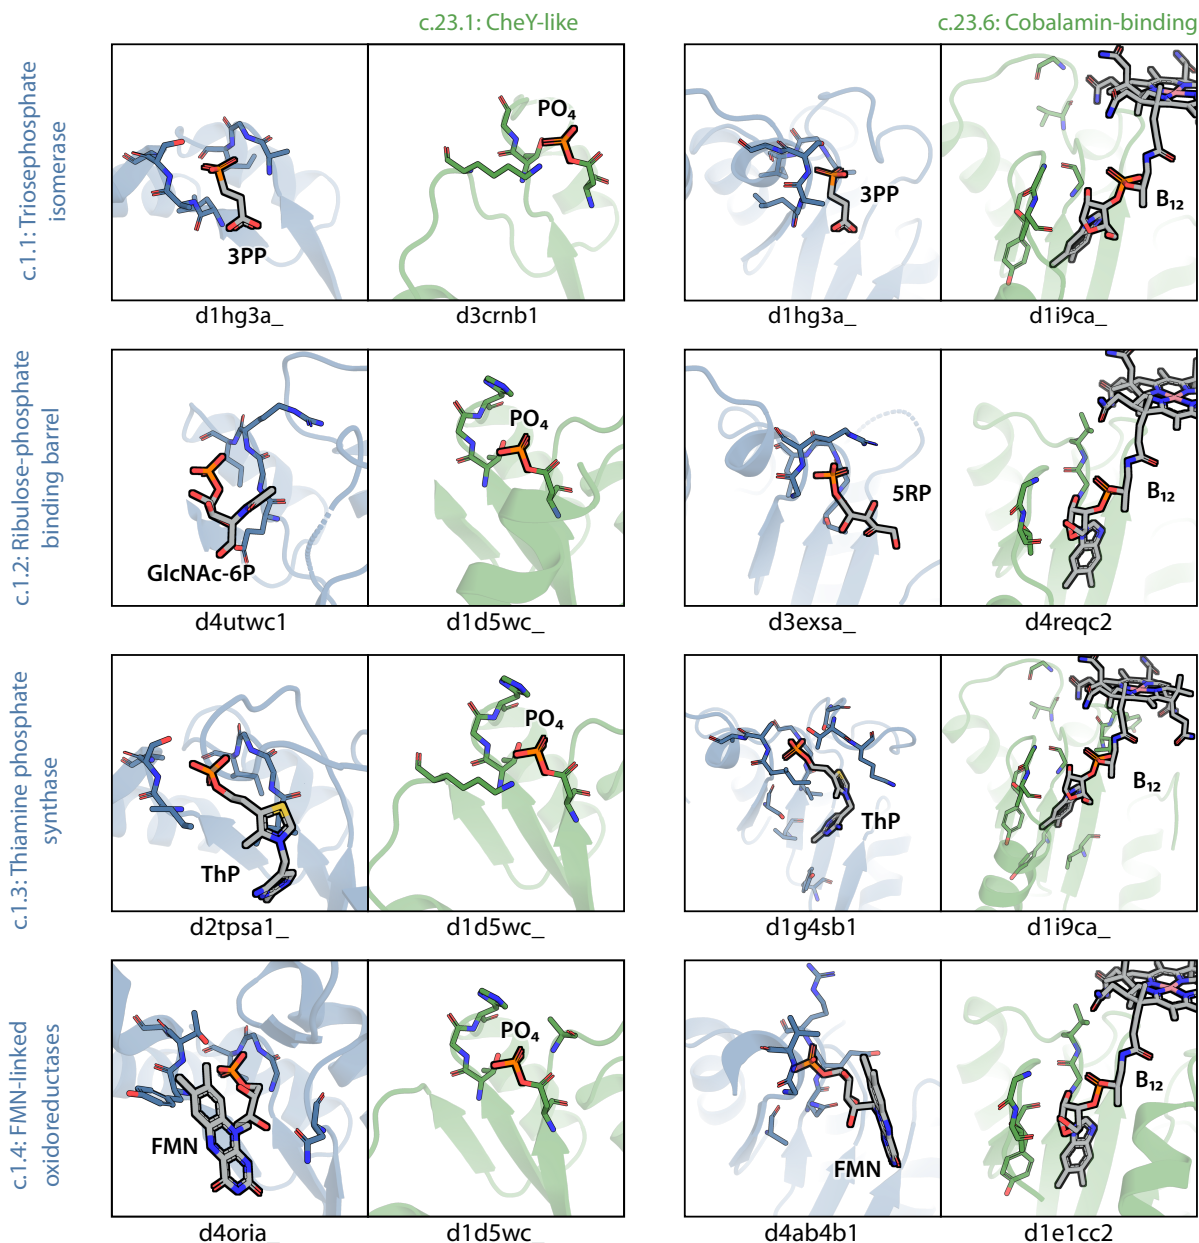 c.23.1: CheY-like
c.23.6: Cobalamin-binding
c.1.1: Triosephosphate
isomerase
3PP
PO4
3PP
B12
d1hg3a_
d3crnb1
d1hg3a_
d1i9ca_
c.1.2: Ribulose-phosphate
binding barrel
GlcNAc-6P
PO4
5RP
B12
d4utwc1
d1d5wc_
d3exsa_
d4reqc2
c.1.3: Thiamine phosphate
synthase
ThP
PO4
ThP
B12
d2tpsa1_
d1d5wc_
d1g4sb1
d1i9ca_
c.1.4: FMN-linked
oxidoreductases
FMN
PO4
FMN
B12
d4oria_
d1d5wc_
d4ab4b1
d1e1cc2